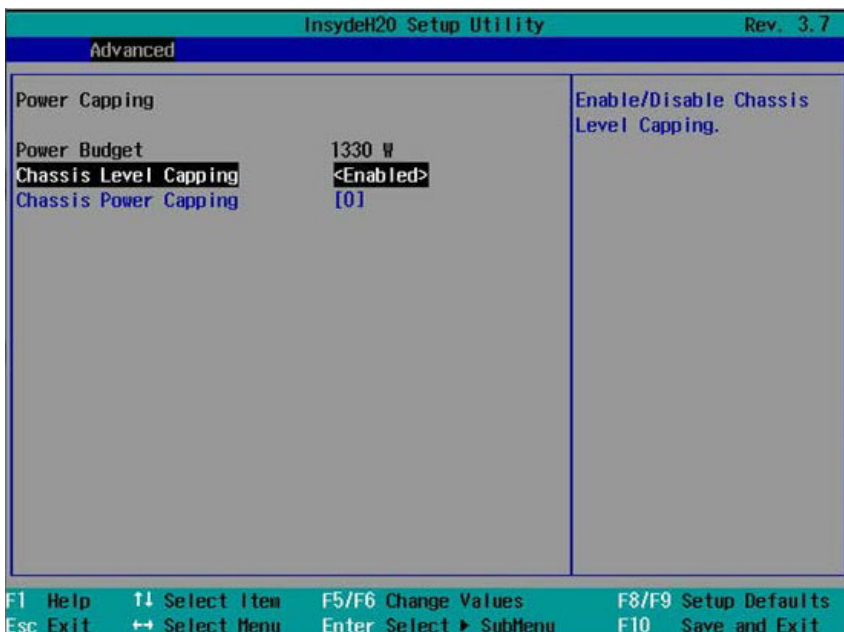 InsydeH20 Setup Utility Rev. 3.7
Advanced
Power Capping
Power Budget 1330 W
Chassis Level Capping <Enabled>
Chassis Power Capping [0]
Enable/Disable Chassis
Level Capping.
F1 Help ↑↓ Select Item F5/F6 Change Values F8/F9 Setup Defaults
Esc Exit ↔ Select Menu Enter Select ▶ SubMenu F10 Save and Exit